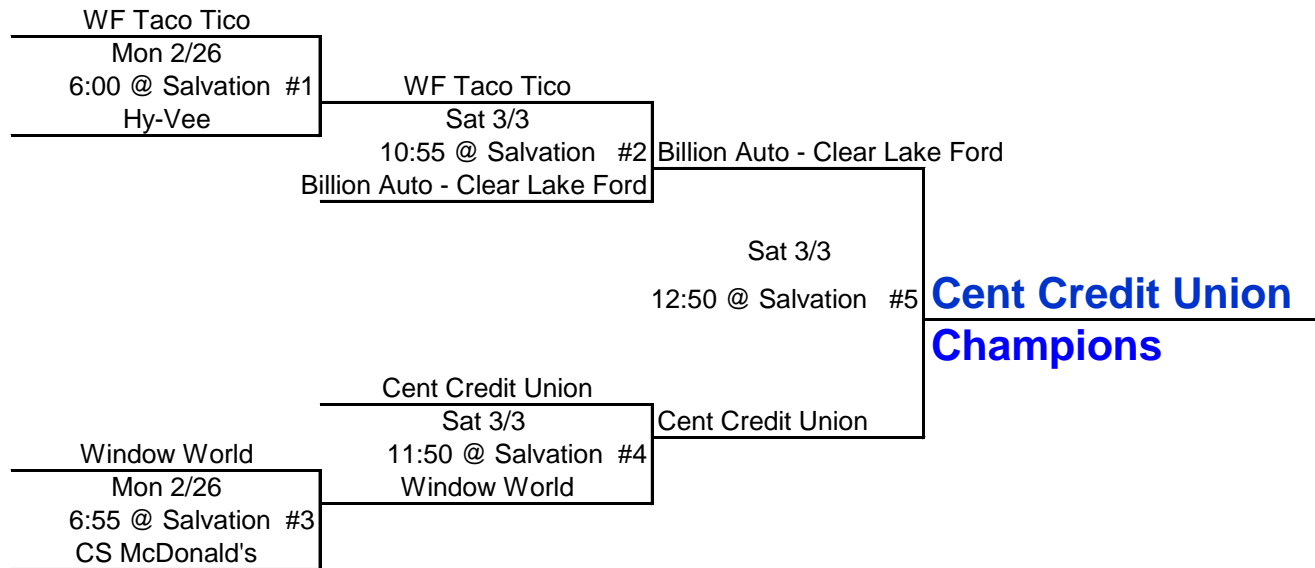 WF Taco Tico
Mon 2/26
6:00 @ Salvation #1
Hy-Vee
WF Taco Tico
Sat 3/3
10:55 @ Salvation #2
Billion Auto - Clear Lake Ford
Billion Auto - Clear Lake Ford
Sat 3/3
12:50 @ Salvation #5
Cent Credit Union
Champions
Cent Credit Union
Sat 3/3
11:50 @ Salvation #4
Window World
Cent Credit Union
Window World
Mon 2/26
6:55 @ Salvation #3
CS McDonald's